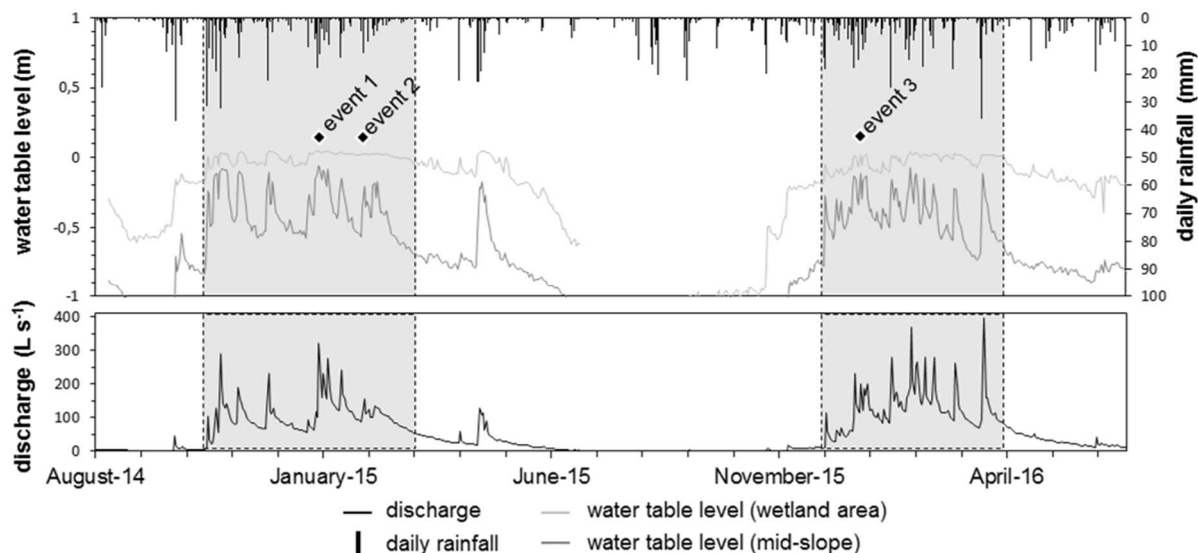 water table level (m)
1
0,5
0
-0,5
-1
event 1
event 2
event 3
0
10
20
30
40
50
60
70
80
90
100
daily rainfall
(mm)
discharge (L s-1)
400
300
200
100
0
August-14 January-15 June-15 November-15 April-16
discharge water table level (wetland area)
daily rainfall water table level (mid-slope)